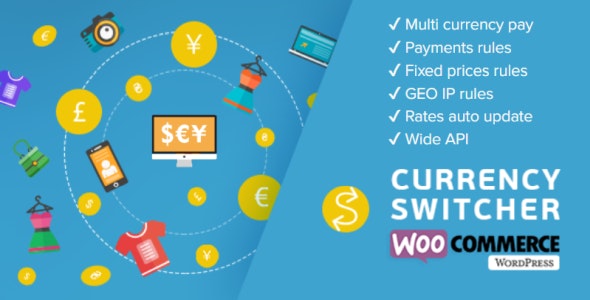 ✓ Multi currency pay
✓ Payments rules
✓ Fixed prices rules
✓ GEO IP rules
✓ Rates auto update
✓ Wide API
$€¥
CURRENCY
SWITCHER
WOO COMMERCE
WORDPRESS
¥
€
£
€
¥